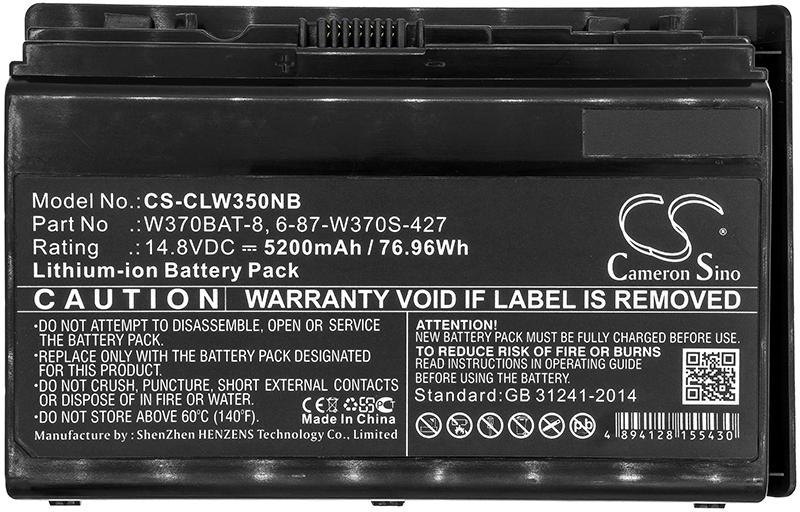 + -
Model No.: CS-CLW350NB
Part No .: W370BAT-8, 6-87-W370S-427
Rating .: 14.8VDC ⎓ 5200mAh / 76.96Wh
Lithium-ion Battery Pack
CS
Cameron Sino
®
CAUTION WARRANTY VOID IF LABEL IS REMOVED
•DO NOT ATTEMPT TO DISASSEMBLE, OPEN OR SERVICE
THE BATTERY PACK.
•REPLACE ONLY WITH THE BATTERY PACK DESIGNATED
FOR THIS PRODUCT.
•DO NOT CRUSH, PUNCTURE, SHORT EXTERNAL CONTACTS
OR DISPOSE OF IN FIRE OR WATER.
•DO NOT STORE ABOVE 60°C (140°F).
CE
Made In China
Manufacturer : ShenZhen HENZENS Technology Co., Limited
ATTENTION!
NEW BATTERY PACK MUST BE FULLY CHARGED BEFORE USE.
TO REDUCE RISK OF FIRE OR BURNS
READ INSTRUCTIONS IN OPERATING GUIDE
BEFORE USING PRODUCT.
Standard:GB 31241-2014
4 894128 155430